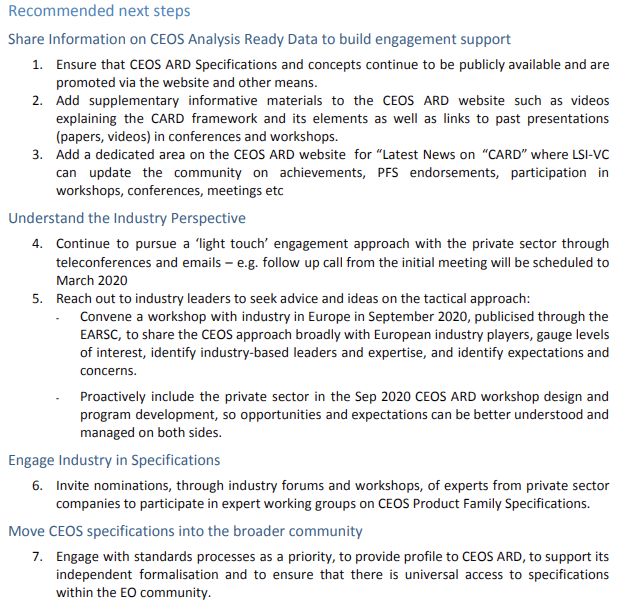 Recommended next steps
Share Information on CEOS Analysis Ready Data to build engagement support
1. Ensure that CEOS ARD Specifications and concepts continue to be publicly available and are
promoted via the website and other means.
2. Add supplementary informative materials to the CEOS ARD website such as videos
explaining the CARD framework and its elements as well as links to past presentations
(papers, videos) in conferences and workshops.
3. Add a dedicated area on the CEOS ARD website for "Latest News on "CARD" where LSI-VC
can update the community on achievements, PFS endorsements, participation in
workshops, conferences, meetings etc
Understand the Industry Perspective
4. Continue to pursue a 'light touch' engagement approach with the private sector through
teleconferences and emails – e.g. follow up call from the initial meeting will be scheduled to
March 2020
5. Reach out to industry leaders to seek advice and ideas on the tactical approach:
- Convene a workshop with industry in Europe in September 2020, publicised through the
EARSC, to share the CEOS approach broadly with European industry players, gauge levels
of interest, identify industry-based leaders and expertise, and identify expectations and
concerns.
- Proactively include the private sector in the Sep 2020 CEOS ARD workshop design and
program development, so opportunities and expectations can be better understood and
managed on both sides.
Engage Industry in Specifications
6. Invite nominations, through industry forums and workshops, of experts from private sector
companies to participate in expert working groups on CEOS Product Family Specifications.
Move CEOS specifications into the broader community
7. Engage with standards processes as a priority, to provide profile to CEOS ARD, to support its
independent formalisation and to ensure that there is universal access to specifications
within the EO community.